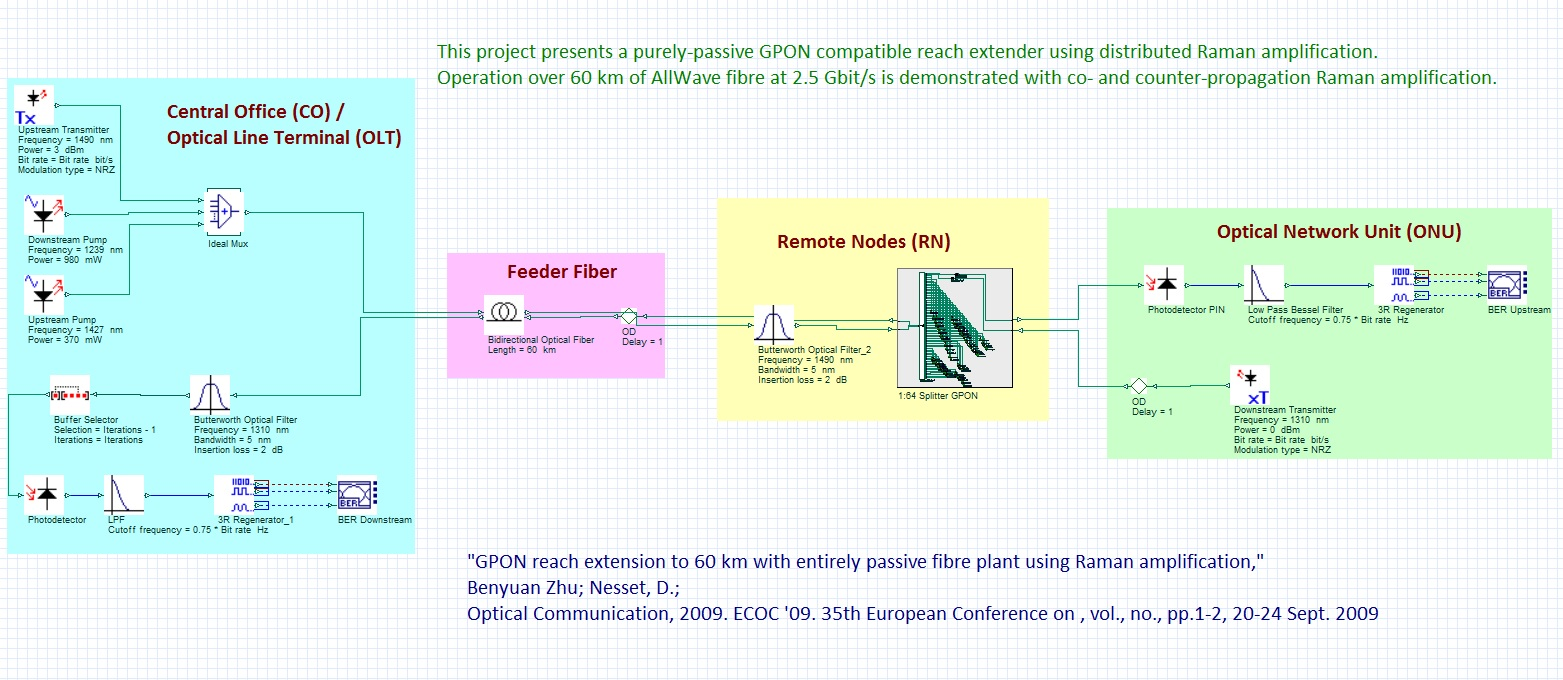 This project presents a purely-passive GPON compatible reach extender using distributed Raman amplification.
Operation over 60 km of AllWave fibre at 2.5 Gbit/s is demonstrated with co- and counter-propagation Raman amplification.
Central Office (CO) /
Optical Line Terminal (OLT)
Tx
Upstream Transmitter
Frequency = 1490 nm
Power = 3 dBm
Bit rate = Bit rate bit/s
Modulation type = NRZ
Downstream Pump
Frequency = 1239 nm
Power = 980 mW
Ideal Mux
Upstream Pump
Frequency = 1427 nm
Power = 370 mW
Buffer Selector
Selection = Iterations - 1
Iterations = Iterations
Butterworth Optical Filter
Frequency = 1310 nm
Bandwidth = 5 nm
Insertion loss = 2 dB
Photodetector
LPF
Cutoff frequency = 0.75 * Bit rate Hz
3R Regenerator_1
BER
BER Downstream
Feeder Fiber
Bidirectional Optical Fiber
Length = 60 km
OD
Delay = 1
Remote Nodes (RN)
Butterworth Optical Filter_2
Frequency = 1490 nm
Bandwidth = 5 nm
Insertion loss = 2 dB
1:64 Splitter GPON
Optical Network Unit (ONU)
Photodetector PIN
Low Pass Bessel Filter
Cutoff frequency = 0.75 * Bit rate Hz
3R Regenerator
BER
BER Upstream
OD
Delay = 1
xT
Downstream Transmitter
Frequency = 1310 nm
Power = 0 dBm
Bit rate = Bit rate bit/s
Modulation type = NRZ
"GPON reach extension to 60 km with entirely passive fibre plant using Raman amplification,"
Benyuan Zhu; Nesset, D.;
Optical Communication, 2009. ECOC '09. 35th European Conference on , vol., no., pp.1-2, 20-24 Sept. 2009